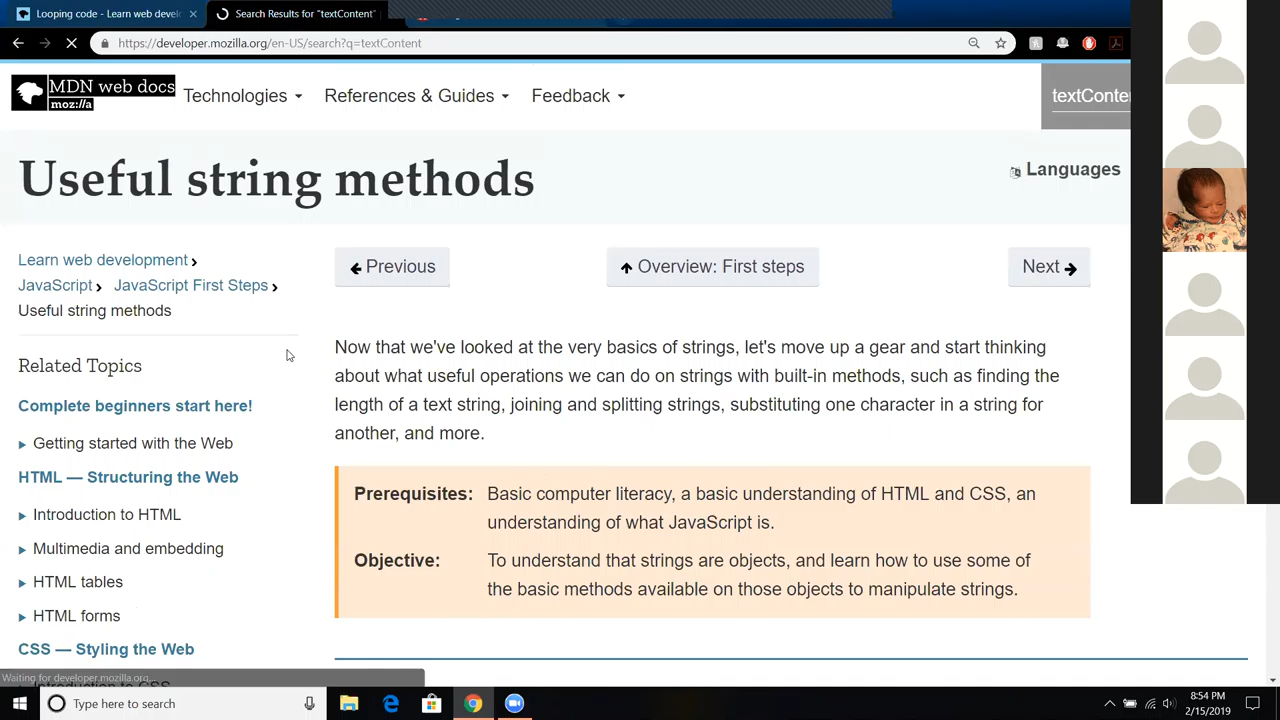 Looping code - Learn web devel
Search Results for "textContent"
https://developer.mozilla.org/en-US/search?q=textContent
MDN web docs
moz://a
Technologies
References & Guides
Feedback
textConte
Useful string methods
Languages
Learn web development
JavaScript
JavaScript First Steps
Useful string methods
Previous
Overview: First steps
Next
Related Topics
Complete beginners start here!
Getting started with the Web
HTML — Structuring the Web
Introduction to HTML
Multimedia and embedding
HTML tables
HTML forms
CSS — Styling the Web
Introduction to CSS
Now that we've looked at the very basics of strings, let's move up a gear and start thinking
about what useful operations we can do on strings with built-in methods, such as finding the
length of a text string, joining and splitting strings, substituting one character in a string for
another, and more.
Prerequisites: Basic computer literacy, a basic understanding of HTML and CSS, an
understanding of what JavaScript is.
Objective: To understand that strings are objects, and learn how to use some of
the basic methods available on those objects to manipulate strings.
Waiting for developer.mozilla.org...
Type here to search
8:54 PM
2/15/2019